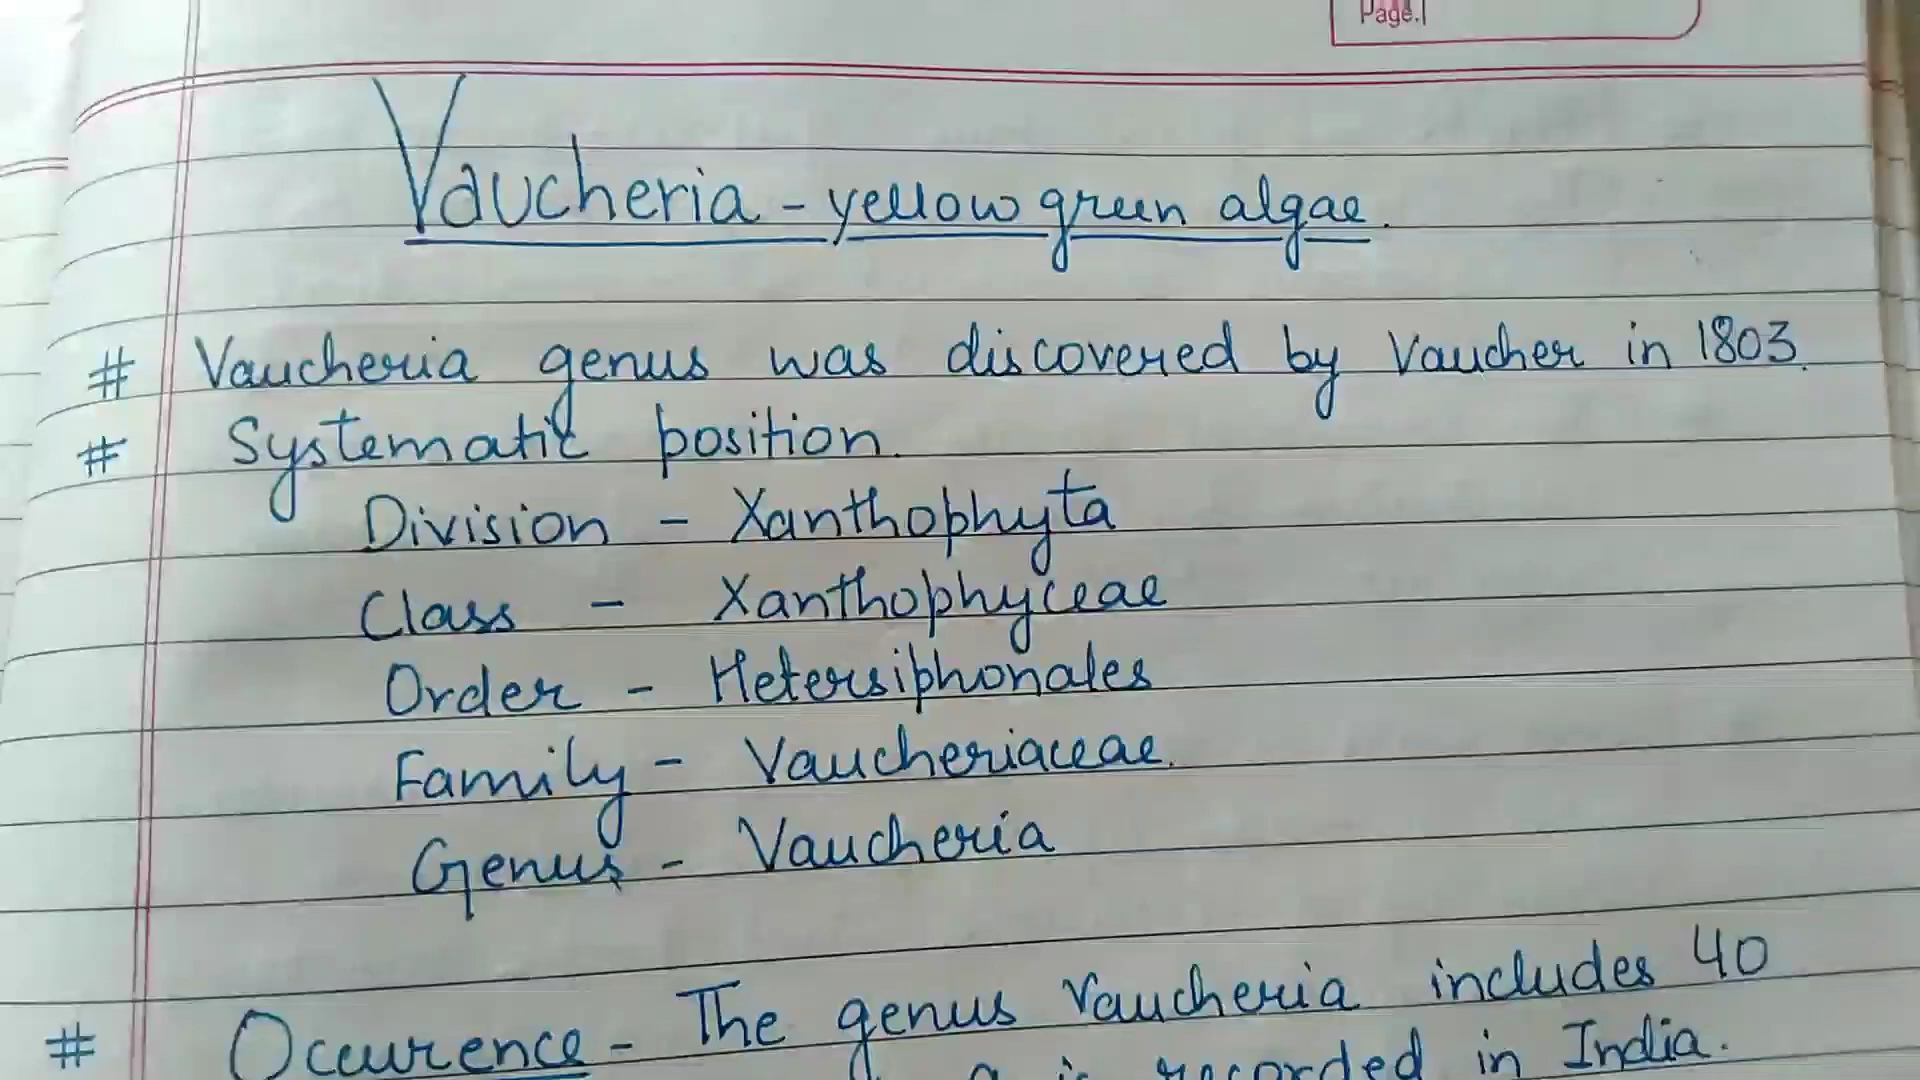 Page.
Vaucheria - yellow green algae.
# Vaucheria genus was discovered by Vaucher in 1803.
# Systematic position.
Division - Xanthophyta
Class - Xanthophyceae
Order - Hetersiphonales
Family - Vaucheriaceae.
Genus - Vaucheria
# Occurence - The genus Vaucheria includes 40
is recorded in India.